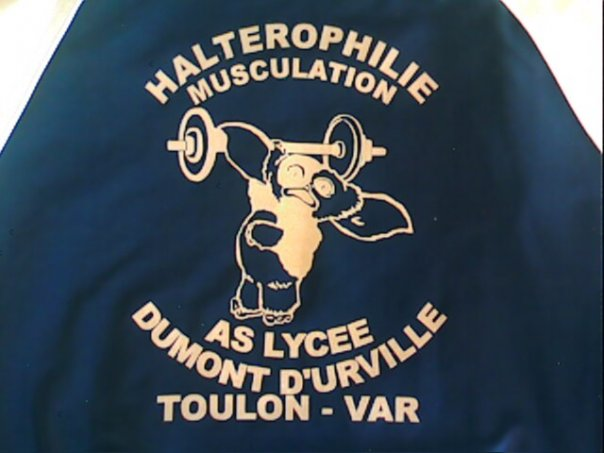 HALTEROPHILIE
MUSCULATION
AS LYCEE
DUMONT D'URVILLE
TOULON - VAR